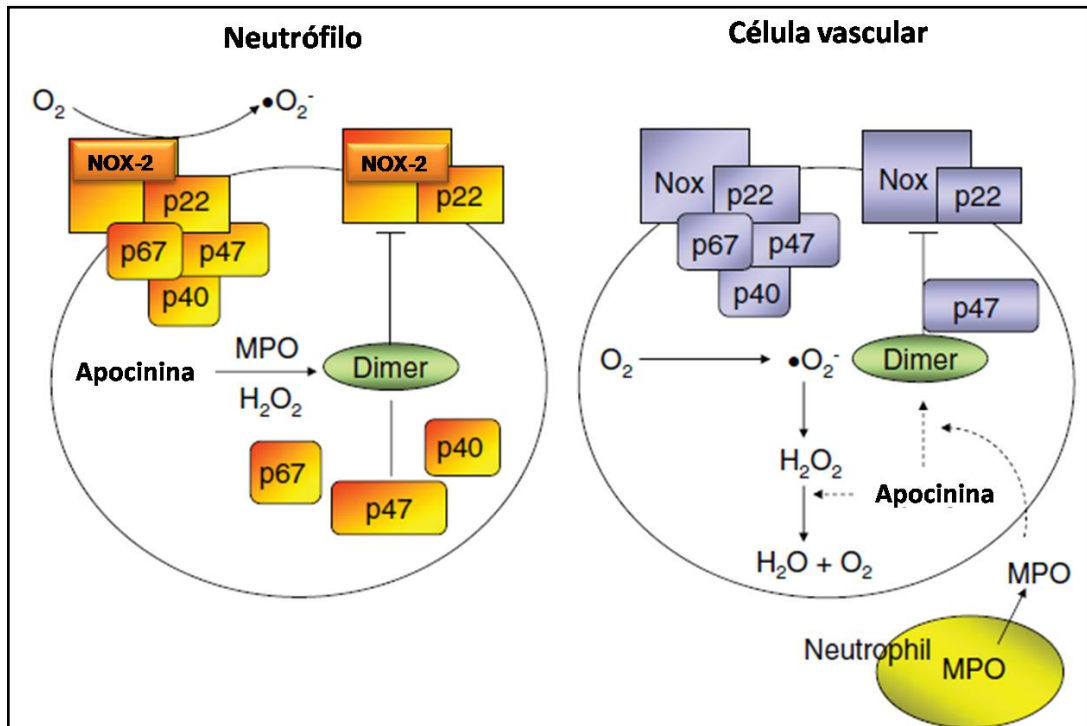 Neutrófilo
O₂
•O₂⁻
NOX-2
p22
p67
p47
p40
NOX-2
p22
Apocinina
MPO
H₂O₂
Dimer
p67
p40
p47
Célula vascular
Nox
p22
p67
p47
p40
Nox
p22
p47
Dimer
O₂
•O₂⁻
H₂O₂
Apocinina
H₂O + O₂
MPO
Neutrophil
MPO